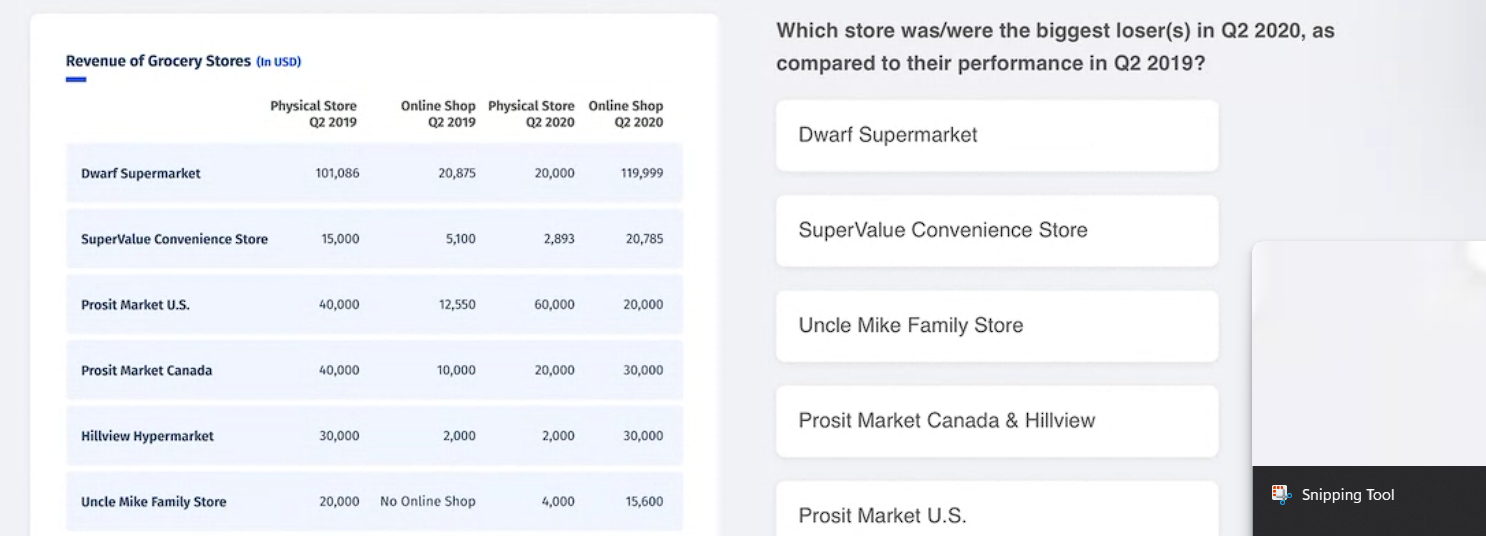 Revenue of Grocery Stores (In USD)
Physical Store Q2 2019 Online Shop Q2 2019 Physical Store Q2 2020 Online Shop Q2 2020
Dwarf Supermarket 101,086 20,875 20,000 119,999
SuperValue Convenience Store 15,000 5,100 2,893 20,785
Prosit Market U.S. 40,000 12,550 60,000 20,000
Prosit Market Canada 40,000 10,000 20,000 30,000
Hillview Hypermarket 30,000 2,000 2,000 30,000
Uncle Mike Family Store 20,000 No Online Shop 4,000 15,600
Which store was/were the biggest loser(s) in Q2 2020, as
compared to their performance in Q2 2019?
Dwarf Supermarket
SuperValue Convenience Store
Uncle Mike Family Store
Prosit Market Canada & Hillview
Prosit Market U.S.
Snipping Tool